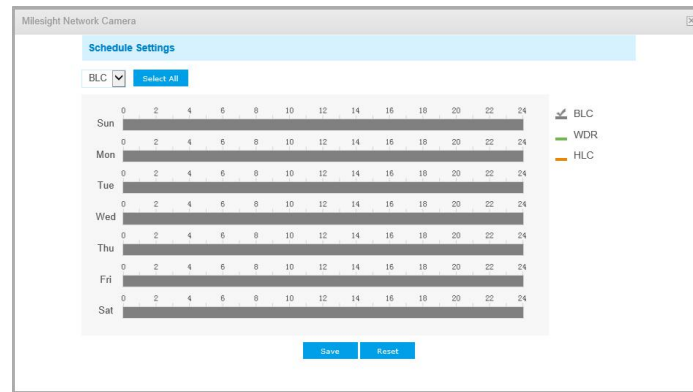 Milesight Network Camera
Schedule Settings
BLC Select All
0 2 4 6 8 10 12 14 16 18 20 22 24
Sun
0 2 4 6 8 10 12 14 16 18 20 22 24
Mon
0 2 4 6 8 10 12 14 16 18 20 22 24
Tue
0 2 4 6 8 10 12 14 16 18 20 22 24
Wed
0 2 4 6 8 10 12 14 16 18 20 22 24
Thu
0 2 4 6 8 10 12 14 16 18 20 22 24
Fri
0 2 4 6 8 10 12 14 16 18 20 22 24
Sat
BLC
WDR
HLC
Save Reset